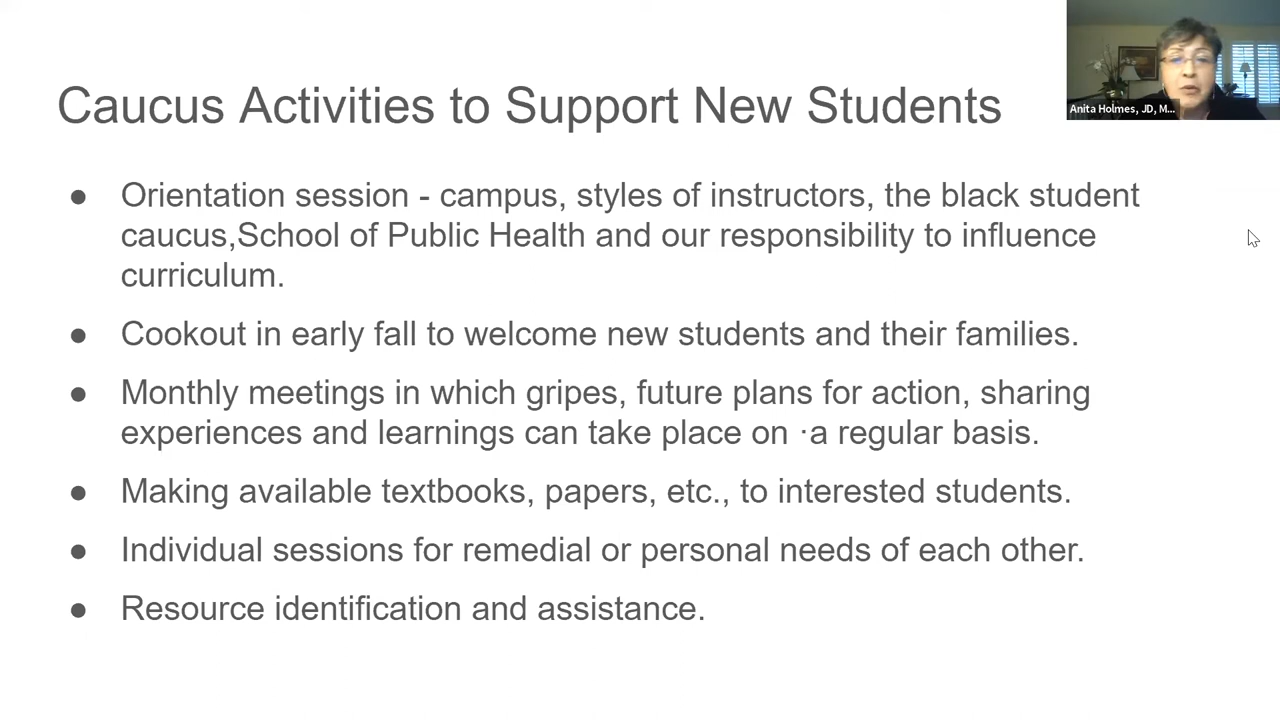 Caucus Activities to Support New Students
Anita Holmes, JD, M...
● Orientation session - campus, styles of instructors, the black student
caucus,School of Public Health and our responsibility to influence
curriculum.
● Cookout in early fall to welcome new students and their families.
● Monthly meetings in which gripes, future plans for action, sharing
experiences and learnings can take place on ·a regular basis.
● Making available textbooks, papers, etc., to interested students.
● Individual sessions for remedial or personal needs of each other.
● Resource identification and assistance.